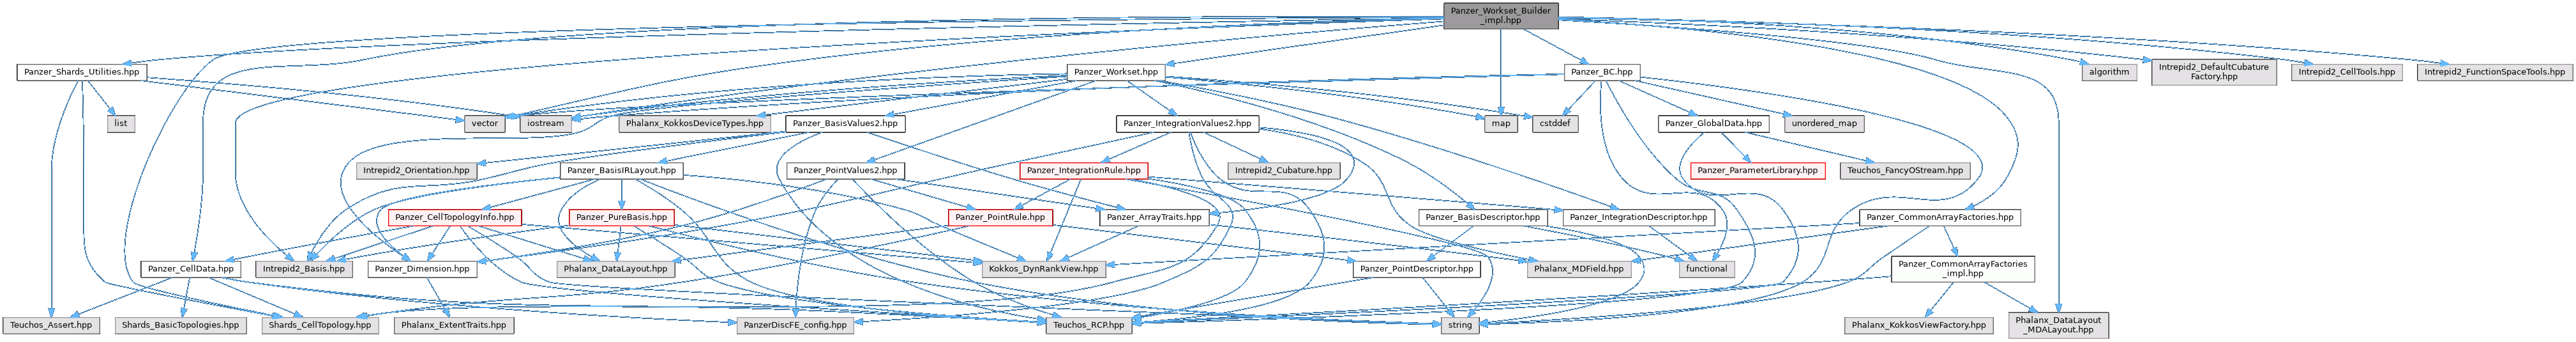 Panzer_Workset_Builder
_impl.hpp
Panzer_Shards_Utilities.hpp
Panzer_Workset.hpp
Panzer_BC.hpp
algorithm
Intrepid2_DefaultCubature
Factory.hpp
Intrepid2_CellTools.hpp
Intrepid2_FunctionSpaceTools.hpp
list
vector
iostream
Phalanx_KokkosDeviceTypes.hpp
Panzer_BasisValues2.hpp
Panzer_IntegrationValues2.hpp
map
cstddef
Panzer_GlobalData.hpp
unordered_map
Intrepid2_Orientation.hpp
Panzer_BasisIRLayout.hpp
Panzer_PointValues2.hpp
Panzer_IntegrationRule.hpp
Intrepid2_Cubature.hpp
Panzer_ParameterLibrary.hpp
Teuchos_FancyOStream.hpp
Panzer_CellTopologyInfo.hpp
Panzer_PureBasis.hpp
Panzer_PointRule.hpp
Panzer_ArrayTraits.hpp
Panzer_BasisDescriptor.hpp
Panzer_IntegrationDescriptor.hpp
Panzer_CommonArrayFactories.hpp
Panzer_CellData.hpp
Intrepid2_Basis.hpp
Panzer_Dimension.hpp
Phalanx_DataLayout.hpp
Kokkos_DynRankView.hpp
Panzer_PointDescriptor.hpp
Phalanx_MDField.hpp
functional
Panzer_CommonArrayFactories
_impl.hpp
Teuchos_Assert.hpp
Shards_BasicTopologies.hpp
Shards_CellTopology.hpp
Phalanx_ExtentTraits.hpp
PanzerDiscFE_config.hpp
Teuchos_RCP.hpp
string
Phalanx_KokkosViewFactory.hpp
Phalanx_DataLayout
_MDALayout.hpp